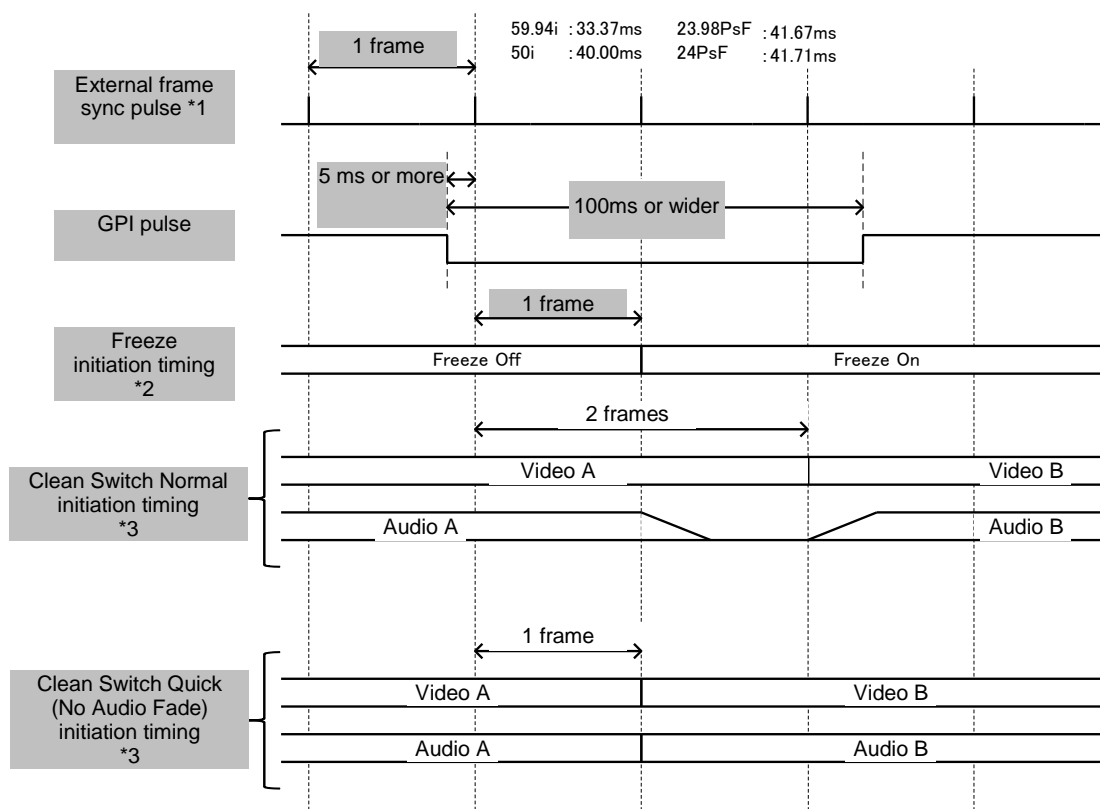 59.94i : 33.37ms 23.98PsF : 41.67ms
1 frame
50i : 40.00ms 24PsF : 41.71ms
External frame
sync pulse *1
5 ms or more
100ms or wider
GPI pulse
1 frame
Freeze
initiation timing
*2
Freeze Off
Freeze On
2 frames
Clean Switch Normal
initiation timing
*3
Video A
Video B
Audio A
Audio B
1 frame
Clean Switch Quick
(No Audio Fade)
initiation timing
*3
Video A
Video B
Audio A
Audio B